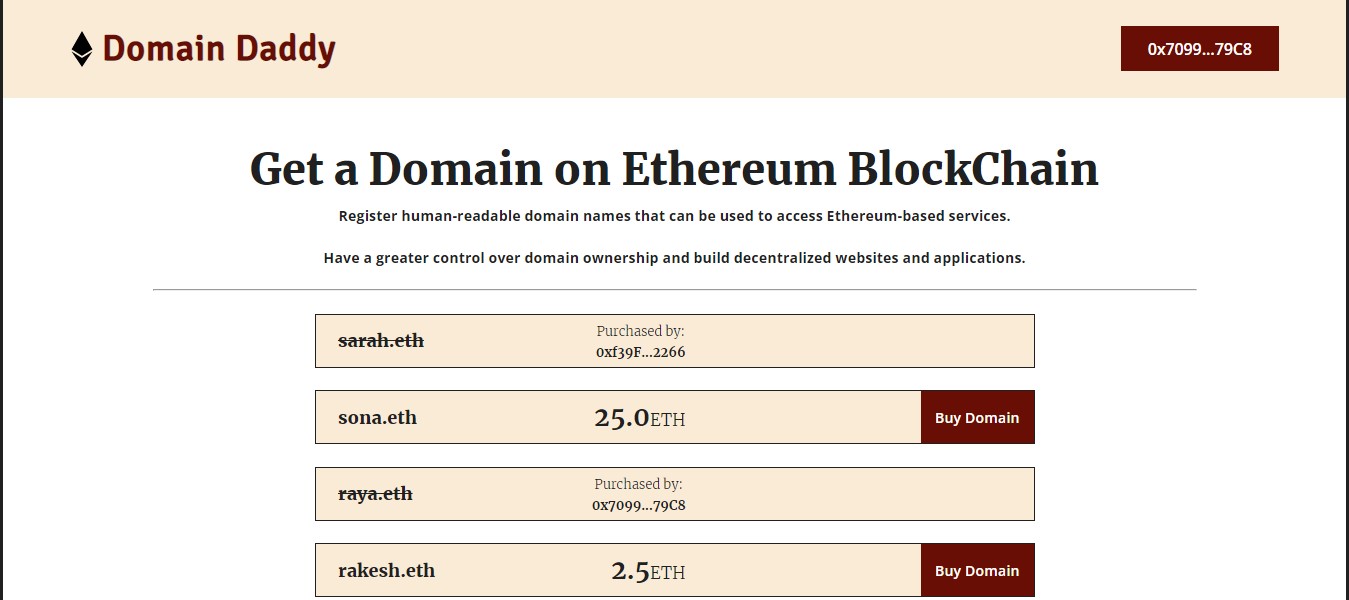 Domain Daddy
0x7099...79C8
Get a Domain on Ethereum BlockChain
Register human-readable domain names that can be used to access Ethereum-based services.
Have a greater control over domain ownership and build decentralized websites and applications.
sarah.eth
Purchased by:
0xf39F...2266
sona.eth
25.0ETH
Buy Domain
raya.eth
Purchased by:
0x7099...79C8
rakesh.eth
2.5ETH
Buy Domain